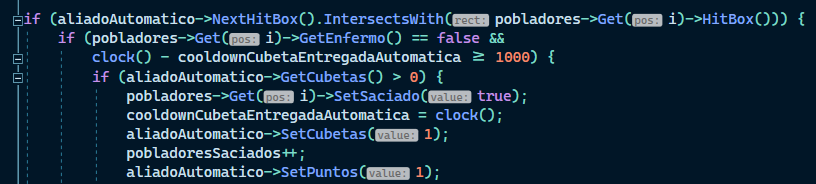 if (aliadoAutomatico->NextHitBox().IntersectsWith(rect: pobladores->Get(pos: i)->HitBox())) {
if (pobladores->Get(pos: i)->GetEnfermo() == false &&
clock() - cooldownCubetaEntregadaAutomatica ≥ 1000) {
if (aliadoAutomatico->GetCubetas() > 0) {
pobladores->Get(pos: i)->SetSaciado(value: true);
cooldownCubetaEntregadaAutomatica = clock();
aliadoAutomatico->SetCubetas(value: 1);
pobladoresSaciados++;
aliadoAutomatico->SetPuntos(value: 1);